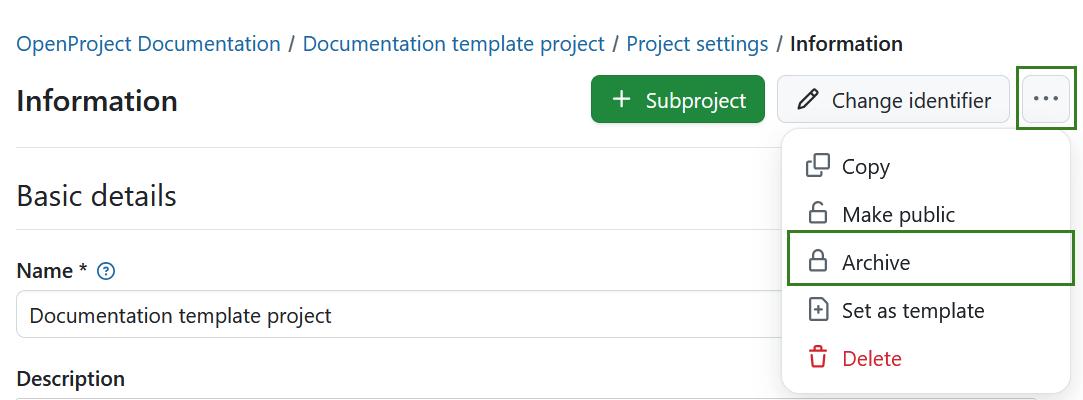 OpenProject Documentation / Documentation template project / Project settings / Information
Information
+ Subproject
Change identifier
Copy
Make public
Archive
Set as template
Delete
Basic details
Name *
Documentation template project
Description